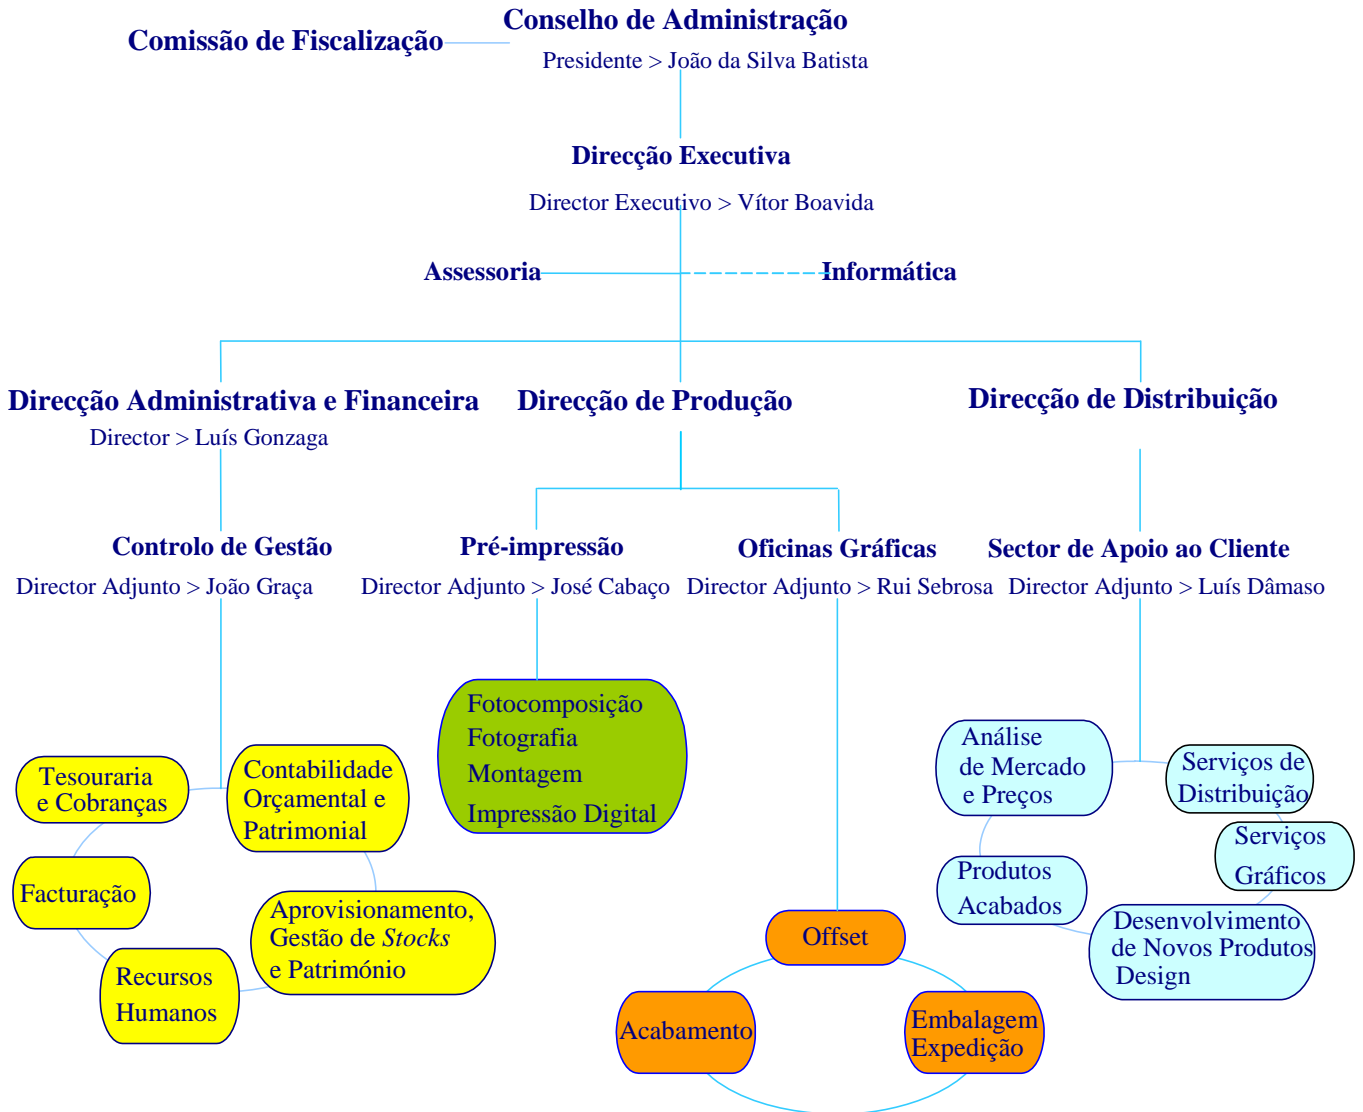 Conselho de Administração
Comissão de Fiscalização
Presidente > João da Silva Batista
Direcção Executiva
Director Executivo > Vítor Boavida
Assessoria
Informática
Direcção Administrativa e Financeira
Director > Luís Gonzaga
Direcção de Produção
Direcção de Distribuição
Controlo de Gestão
Director Adjunto > João Graça
Pré-impressão
Director Adjunto > José Cabaço
Oficinas Gráficas
Director Adjunto > Rui Sebrosa
Sector de Apoio ao Cliente
Director Adjunto > Luís Dâmaso
Tesouraria
e Cobranças
Contabilidade
Orçamental e
Patrimonial
Facturação
Aprovisionamento,
Gestão de Stocks
e Património
Recursos
Humanos
Fotocomposição
Fotografia
Montagem
Impressão Digital
Offset
Acabamento
Embalagem
Expedição
Análise
de Mercado
e Preços
Serviços de
Distribuição
Serviços
Gráficos
Produtos
Acabados
Desenvolvimento
de Novos Produtos
Design